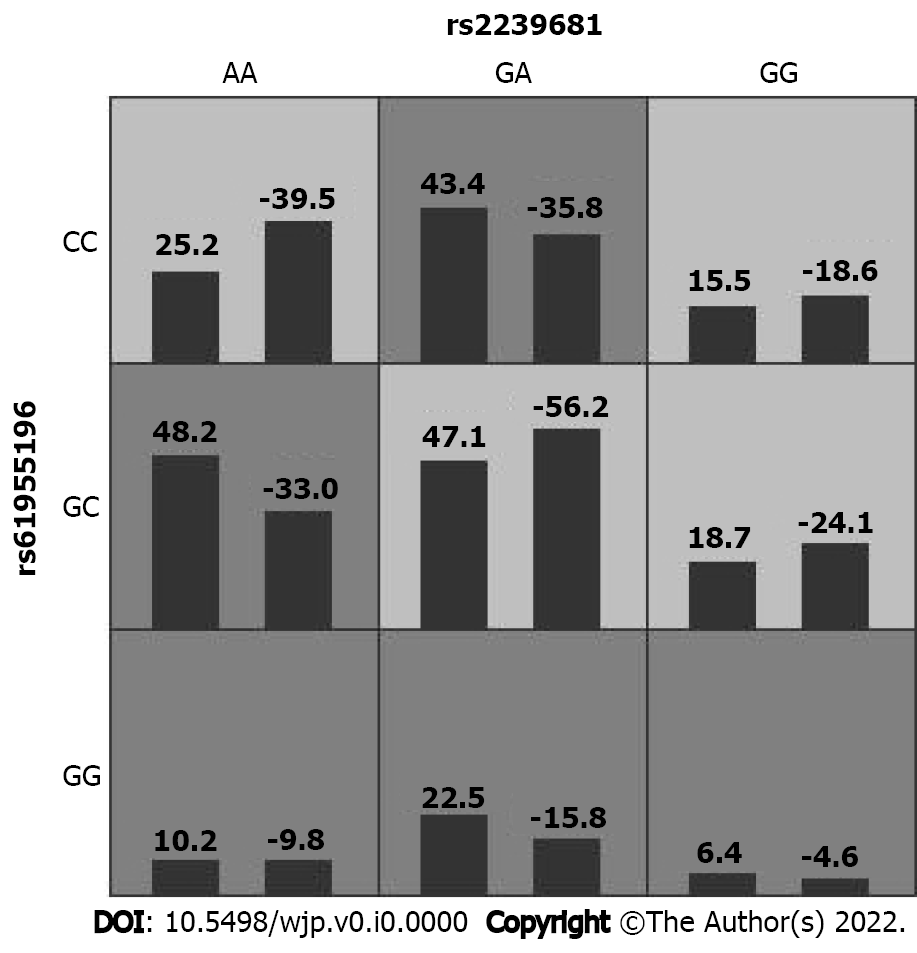 rs2239681
AA GA GG
43.4
-39.5 -35.8
25.2 15.5 -18.6
CC
48.2 47.1 -56.2
-33.0 18.7 -24.1
rs61955196
GC
GG
10.2 -9.8 22.5 -15.8 6.4 -4.6
DOI: 10.5498/wjp.v0.i0.0000 Copyright ©The Author(s) 2022.